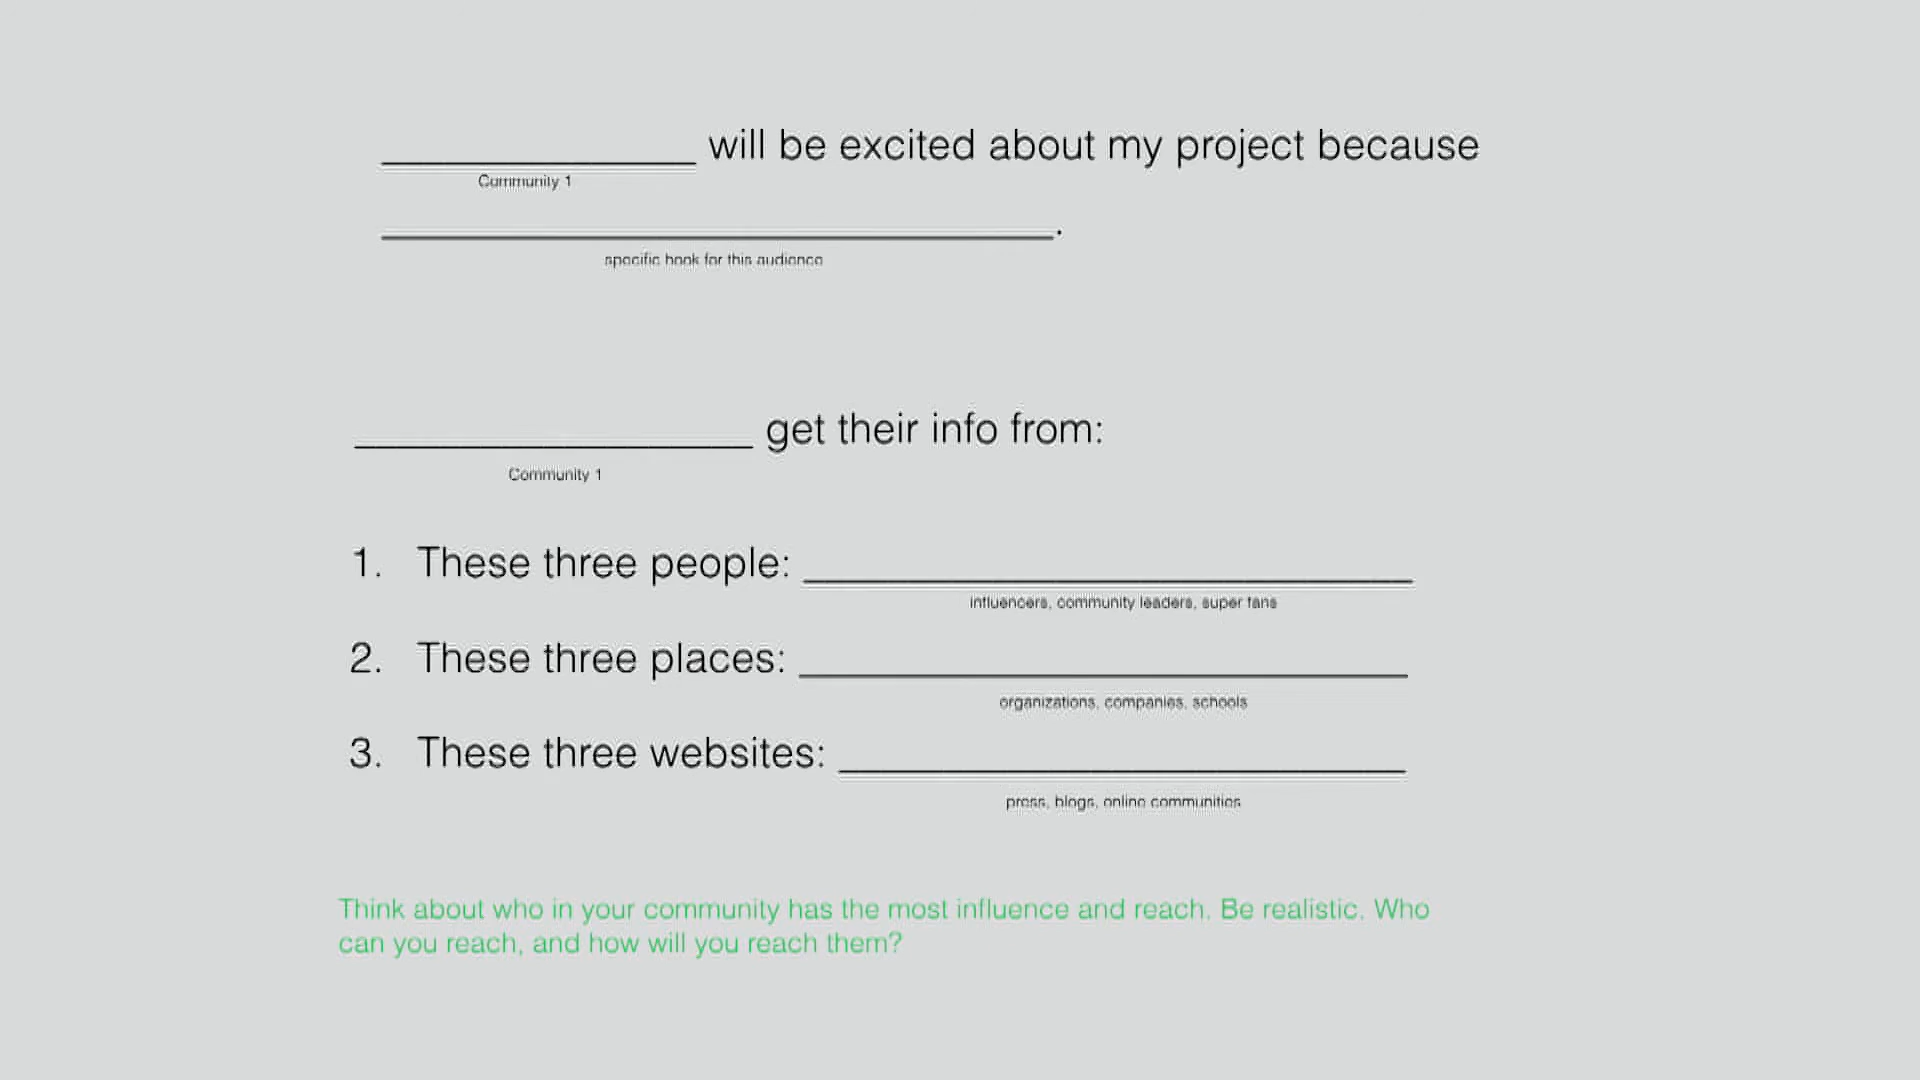 will be excited about my project because
Community 1
.
specific hook for this audience
get their info from:
Community 1
1. These three people:
influencers, community leaders, super fans
2. These three places:
organizations, companies, schools
3. These three websites:
press, blogs, online communities
Think about who in your community has the most influence and reach. Be realistic. Who
can you reach, and how will you reach them?